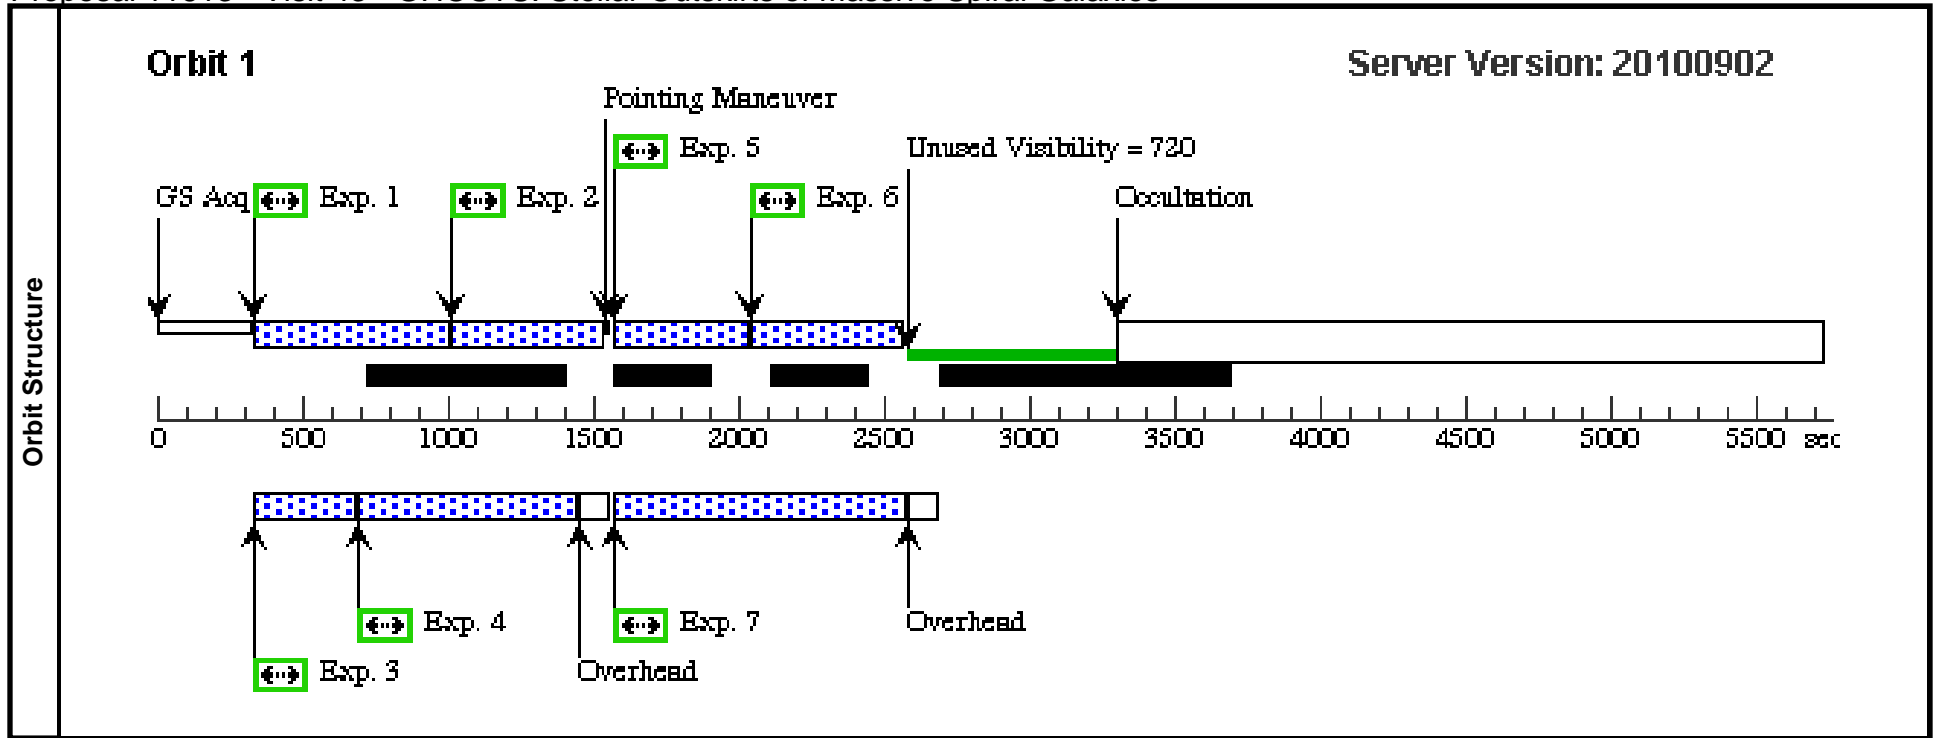 Orbit 1
Server Version: 20100902
Pointing Maneuver
Exp. 5
Unused Visibility = 720
GS Acq
Exp. 1
Exp. 2
Exp. 6
Occultation
Orbit Structure
0 500 1000 1500 2000 2500 3000 3500 4000 4500 5000 5500 sec
Exp. 4
Exp. 7
Overhead
Exp. 3
Overhead